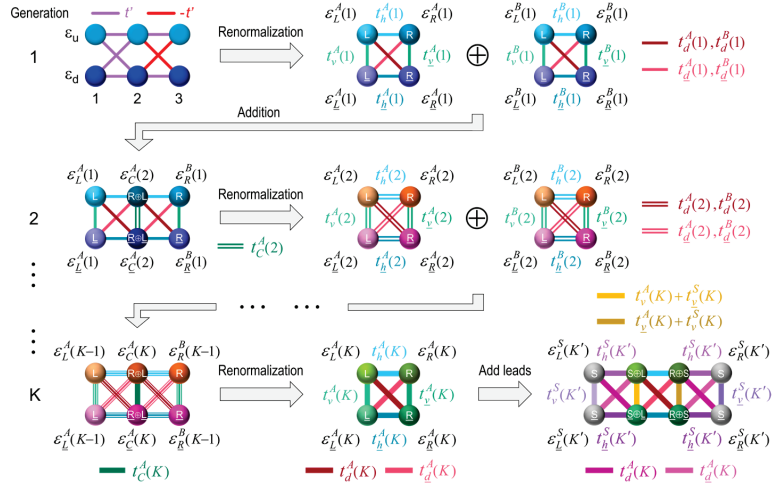 Generation t' -t' Renormalization ε_L^A(1) t_h^A(1) ε_R^A(1) ε_L^B(1) t_h^B(1) ε_R^B(1)
ε_u L R L R
1 t_v^A(1) t_v̲^A(1) ⊕ t_v^B(1) t_v̲^B(1) t_d^A(1), t_d^B(1)
ε_d L̲ R̲ L̲ R̲ t_d̲^A(1), t_d̲^B(1)
1 2 3 ε_L̲^A(1) t_h̲^A(1) ε_R̲^A(1) ε_L̲^B(1) t_h̲^B(1) ε_R̲^B(1)
Addition
ε_L^A(1) ε_C^A(2) ε_R^B(1) ε_L^A(2) t_h^A(2) ε_R^A(2) ε_L^B(2) t_h^B(2) ε_R^B(2)
L R⊕L R Renormalization L R L R
2 t_v^A(2) t_v̲^A(2) ⊕ t_v^B(2) t_v̲^B(2) t_d^A(2), t_d^B(2)
L̲ R̲⊕L̲ R̲ t_C^A(2) L̲ R̲ L̲ R̲ t_d̲^A(2), t_d̲^B(2)
ε_L̲^A(1) ε_C̲^A(2) ε_R̲^B(1) ε_L̲^A(2) t_h̲^A(2) ε_R̲^A(2) ε_L̲^B(2) t_h̲^B(2) ε_R̲^B(2)
... ...
t_v^A(K)+t_v̲^S(K)
t_v̲^A(K)+t_v^S(K)
ε_L^A(K-1) ε_C^A(K) ε_R^B(K-1) ε_L^A(K) t_h^A(K) ε_R^A(K) ε_L^S(K') t_h^S(K') t_h^S(K') ε_R^S(K')
L R⊕L R Renormalization L R Add leads S S⊕L R⊕S S
K t_v^A(K) t_v̲^A(K) t_v^S(K') t_v̲^S(K')
L̲ R̲⊕L̲ R̲ L̲ R̲ S̲ S̲⊕L̲ R̲⊕S̲ S̲
ε_L̲^A(K-1) ε_C̲^A(K) ε_R̲^B(K-1) ε_L̲^A(K) t_h̲^A(K) ε_R̲^A(K) ε_L̲^S(K') t_h̲^S(K') t_h̲^S(K') ε_R̲^S(K')
t_C^A(K) t_d^A(K) t_d̲^A(K) t_d^A(K) t_d̲^A(K)